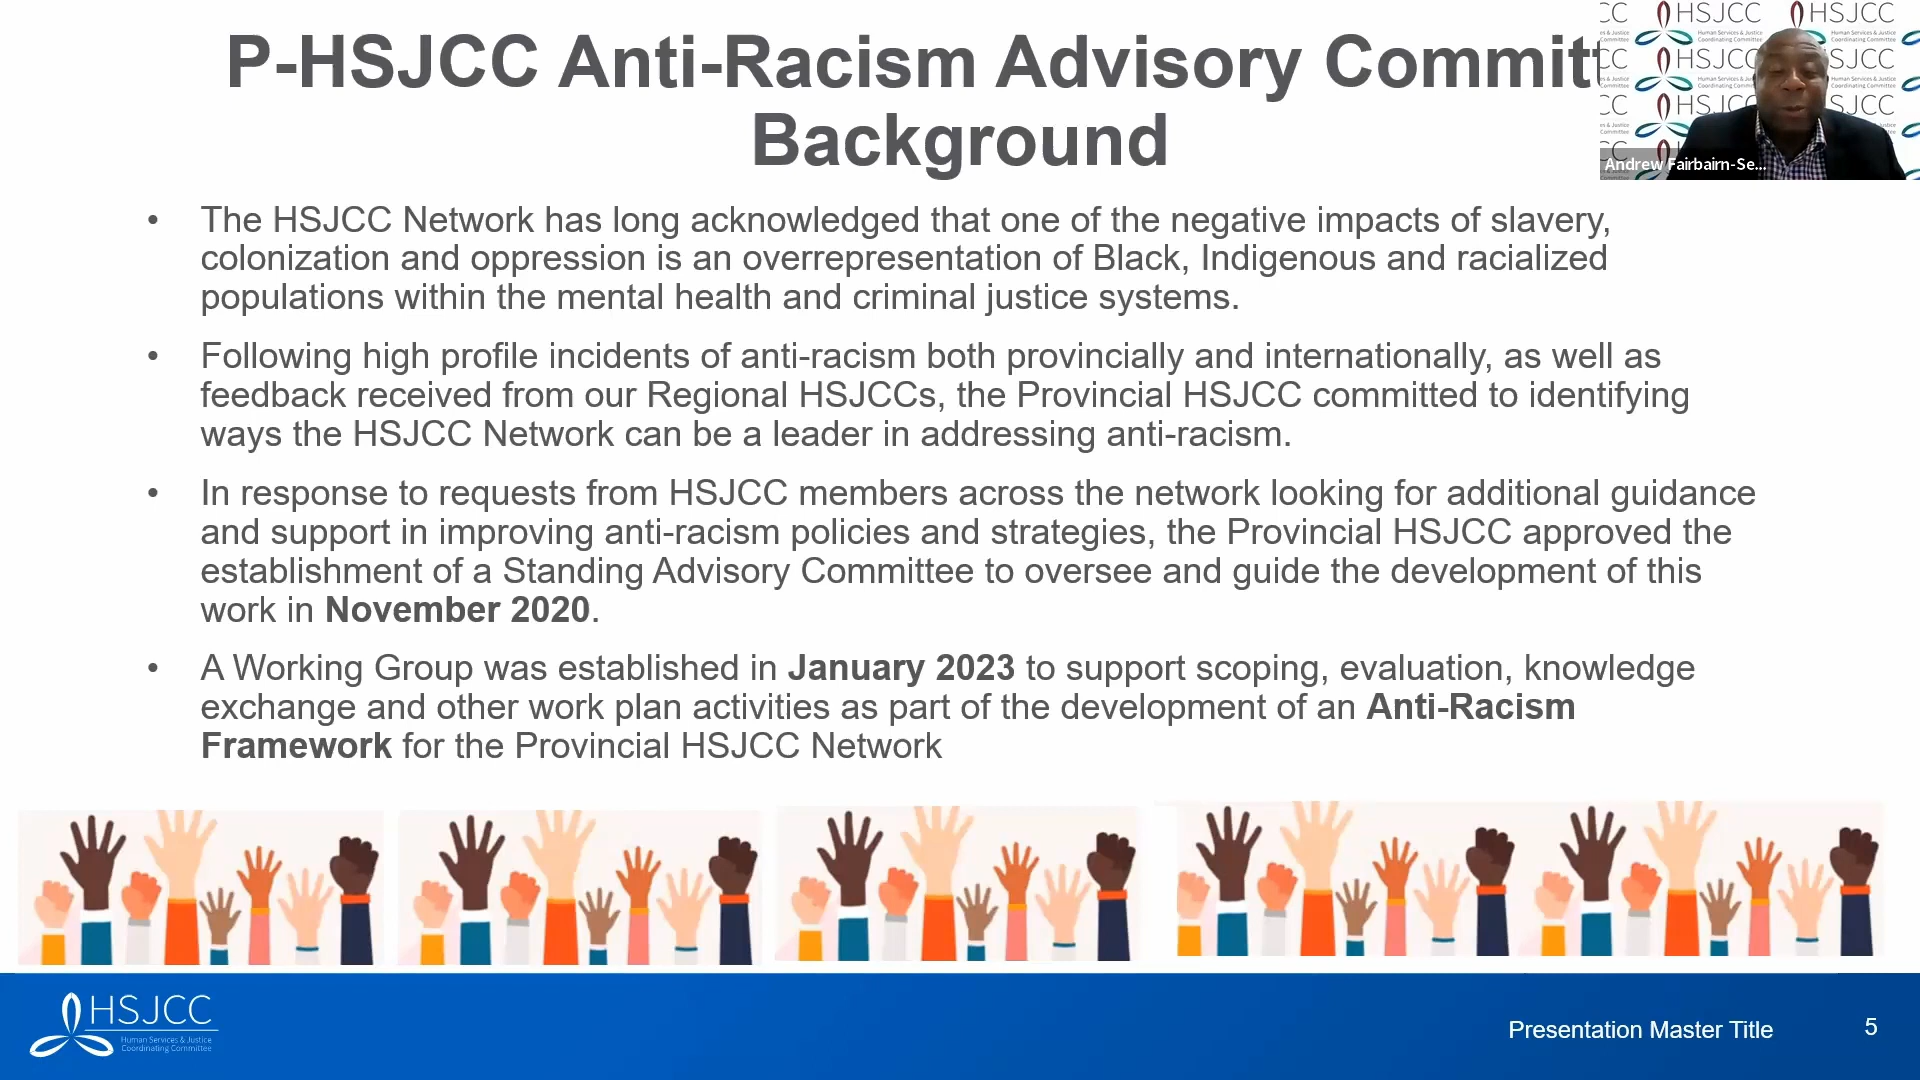 P-HSJCC Anti-Racism Advisory Committ
Background
HSJCC
HSJCC
Human Services & Justice
Coordinating Committee
Andrew Fairbairn-Se...
• The HSJCC Network has long acknowledged that one of the negative impacts of slavery,
colonization and oppression is an overrepresentation of Black, Indigenous and racialized
populations within the mental health and criminal justice systems.
• Following high profile incidents of anti-racism both provincially and internationally, as well as
feedback received from our Regional HSJCCs, the Provincial HSJCC committed to identifying
ways the HSJCC Network can be a leader in addressing anti-racism.
• In response to requests from HSJCC members across the network looking for additional guidance
and support in improving anti-racism policies and strategies, the Provincial HSJCC approved the
establishment of a Standing Advisory Committee to oversee and guide the development of this
work in November 2020.
• A Working Group was established in January 2023 to support scoping, evaluation, knowledge
exchange and other work plan activities as part of the development of an Anti-Racism
Framework for the Provincial HSJCC Network
HSJCC
Human Services & Justice
Coordinating Committee
Presentation Master Title
5